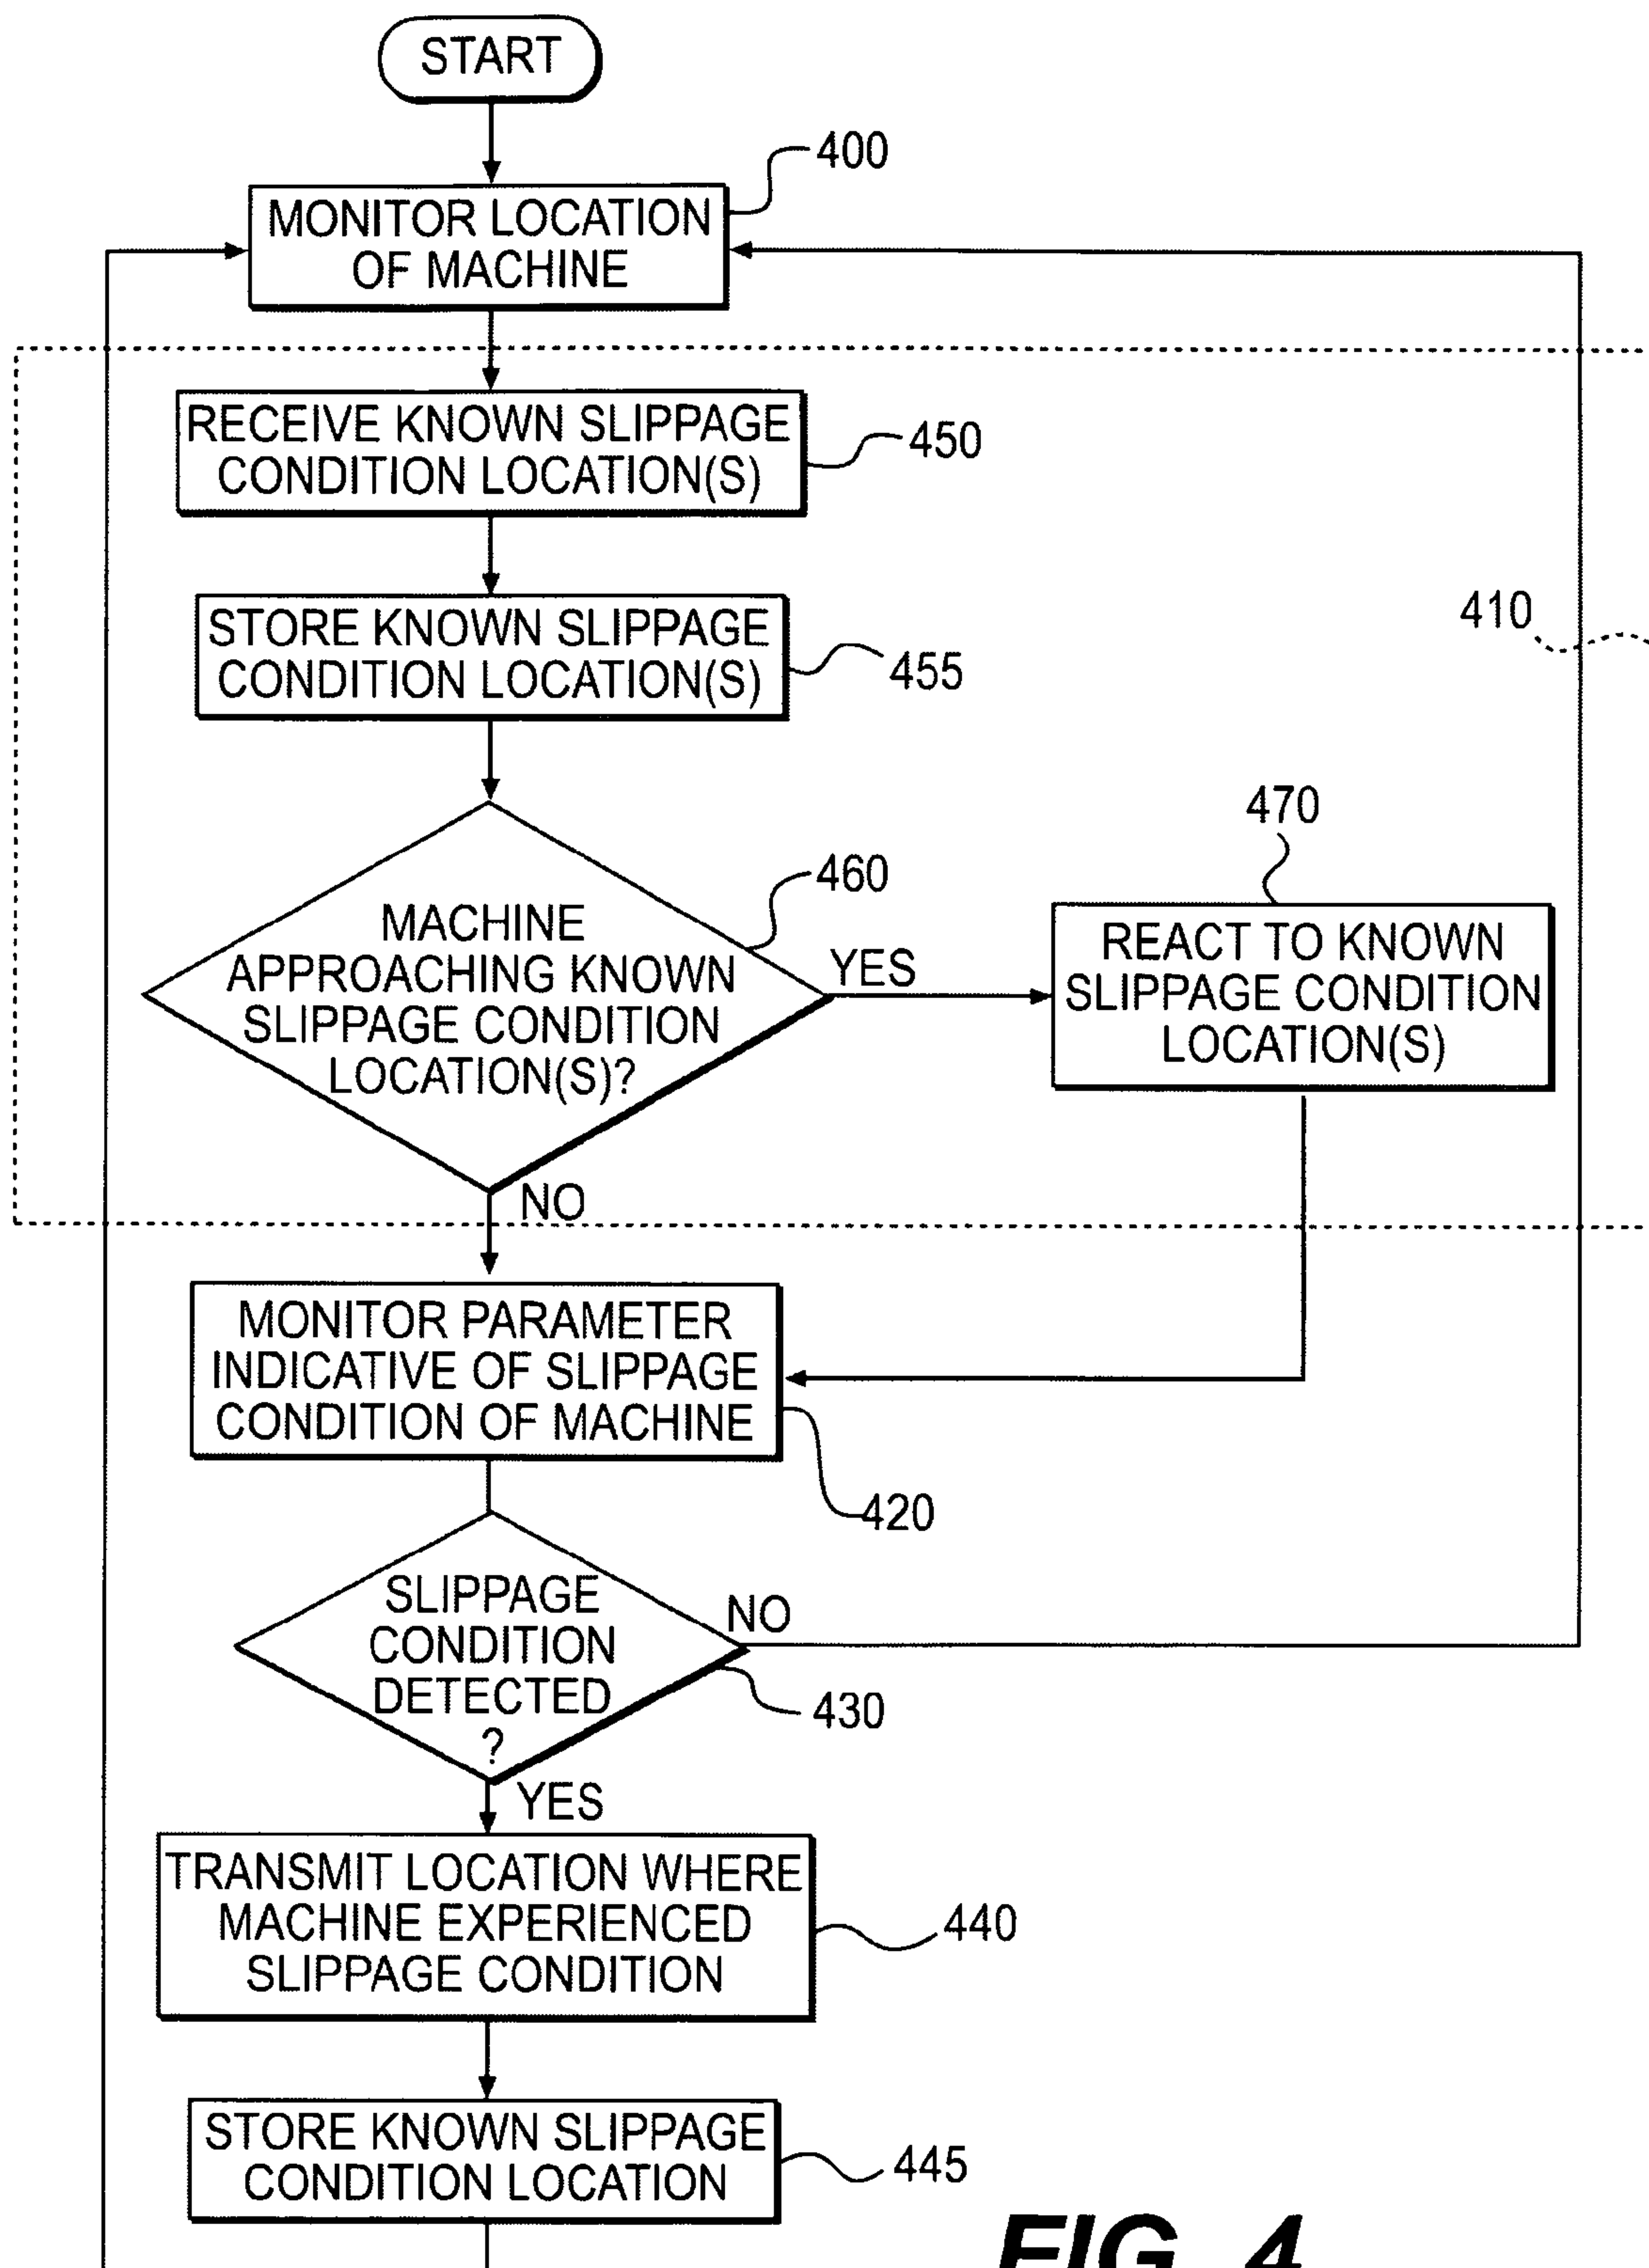 START
400
MONITOR LOCATION
OF MACHINE
RECEIVE KNOWN SLIPPAGE
CONDITION LOCATION(S)
450
410
STORE KNOWN SLIPPAGE
CONDITION LOCATION(S)
455
470
460
MACHINE
APPROACHING KNOWN
SLIPPAGE CONDITION
LOCATION(S)?
YES
REACT TO KNOWN
SLIPPAGE CONDITION
LOCATION(S)
NO
MONITOR PARAMETER
INDICATIVE OF SLIPPAGE
CONDITION OF MACHINE
420
SLIPPAGE
CONDITION
DETECTED
?
NO
430
YES
TRANSMIT LOCATION WHERE
MACHINE EXPERIENCED
SLIPPAGE CONDITION
440
STORE KNOWN SLIPPAGE
CONDITION LOCATION
445
FIG. 4